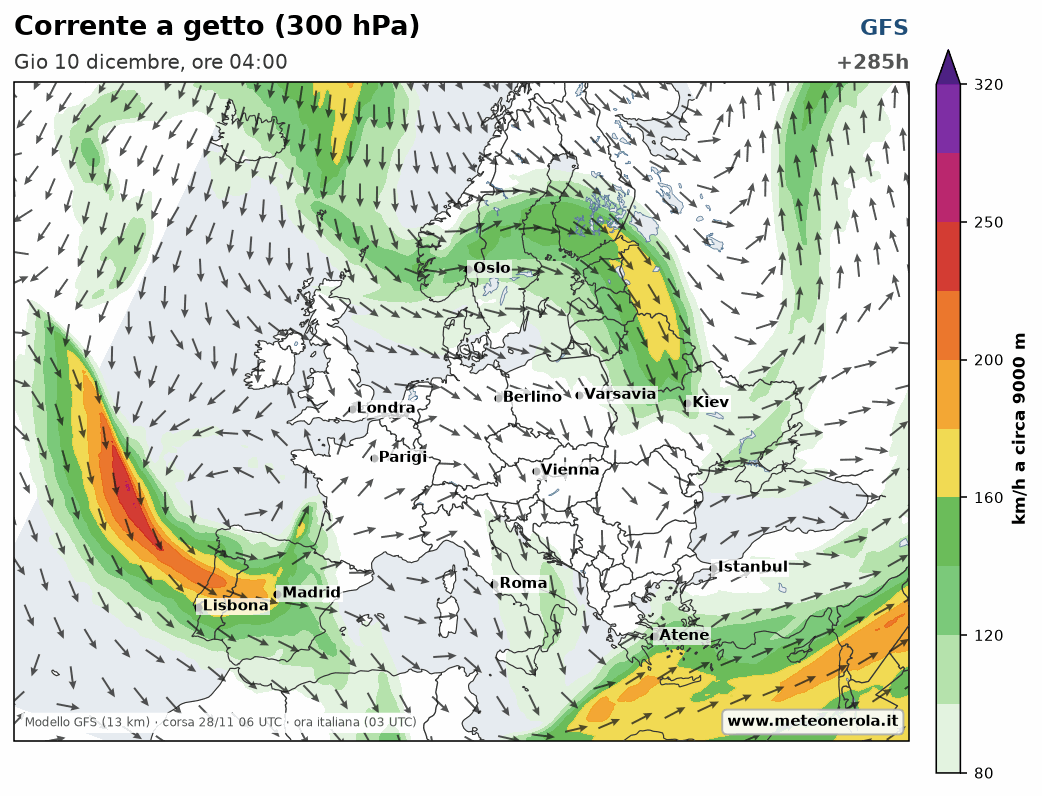 Corrente a getto (300 hPa)
GFS
Gio 10 dicembre, ore 04:00
+285h
320
250
200
160
120
80
km/h a circa 9000 m
Oslo
Londra
Berlino
Varsavia
Kiev
Parigi
Vienna
Istanbul
Roma
Madrid
Lisbona
Atene
Modello GFS (13 km) · corsa 28/11 06 UTC · ora italiana (03 UTC)
www.meteonerola.it